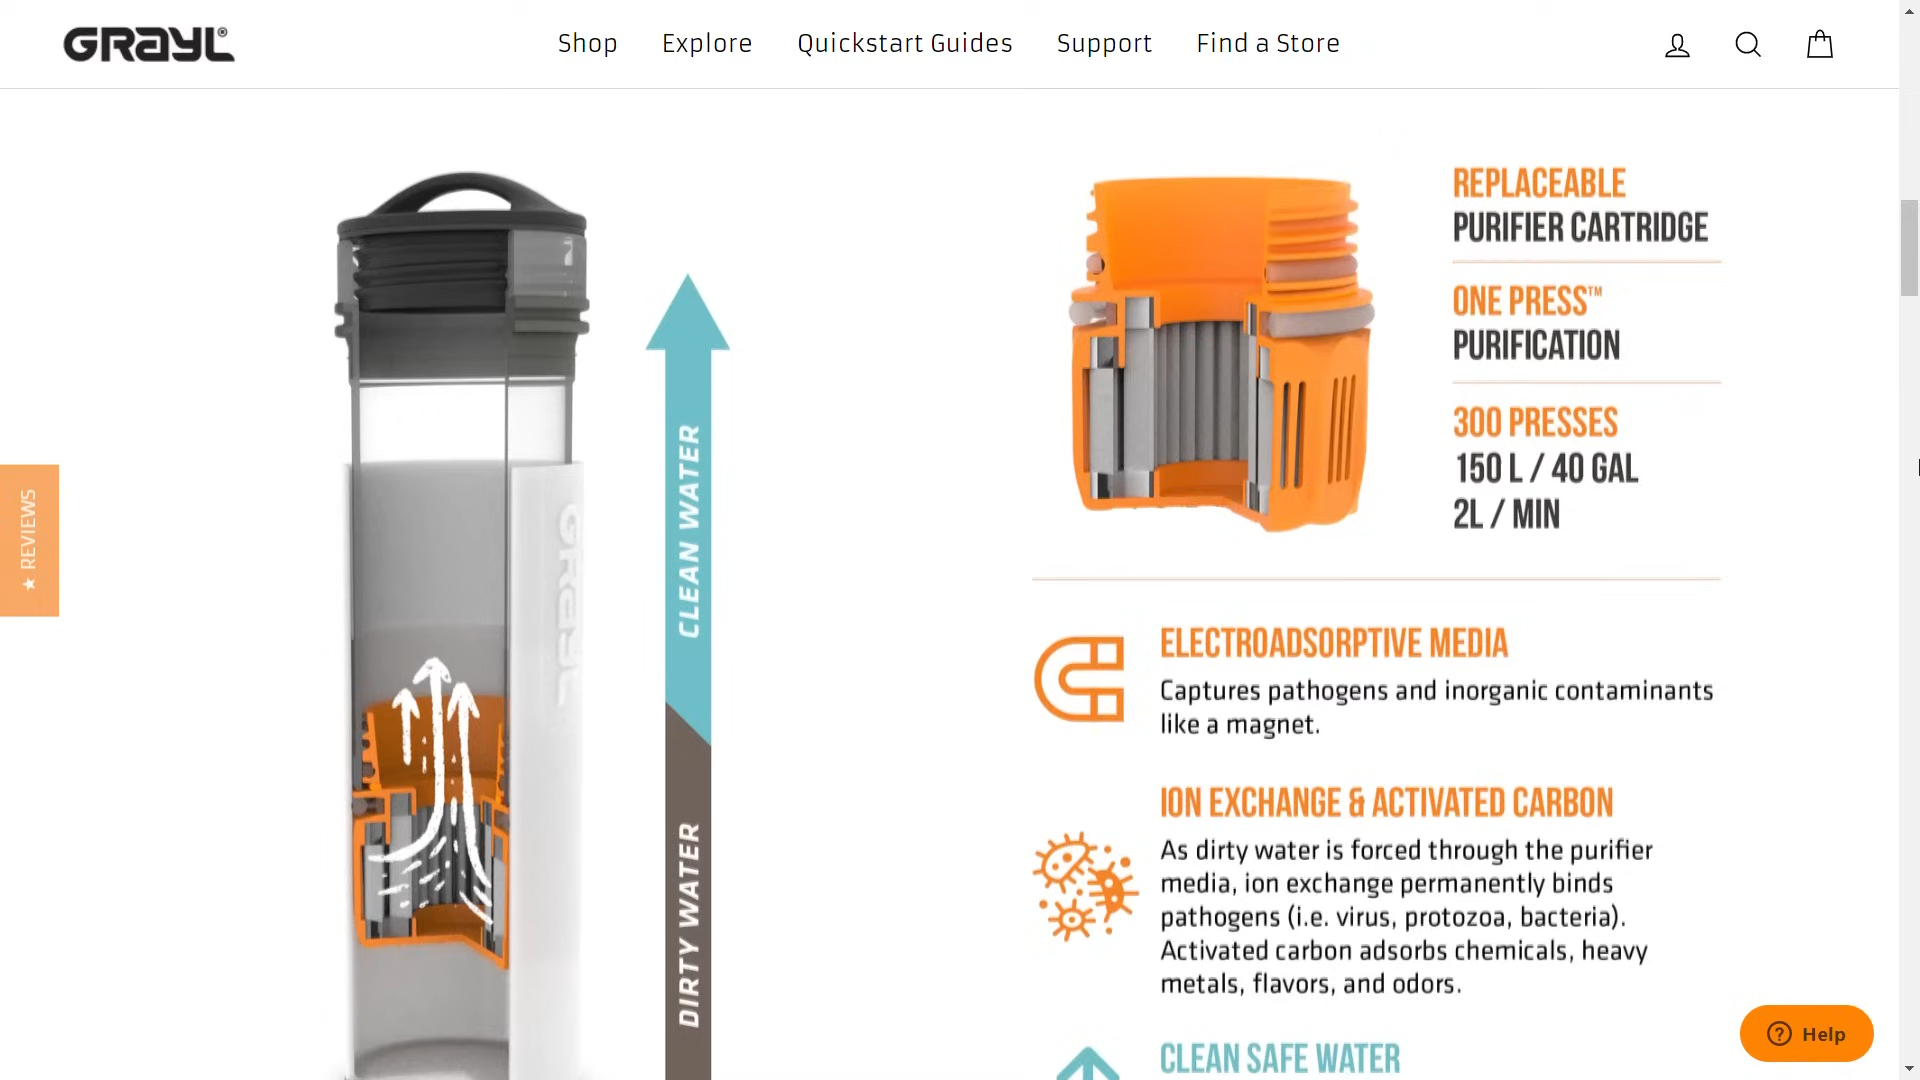 GRAYL®
Shop
Explore
Quickstart Guides
Support
Find a Store
★ REVIEWS
GRAYL
CLEAN WATER
DIRTY WATER
REPLACEABLE
PURIFIER CARTRIDGE
ONE PRESS™
PURIFICATION
300 PRESSES
150 L / 40 GAL
2L / MIN
ELECTROADSORPTIVE MEDIA
Captures pathogens and inorganic contaminants
like a magnet.
ION EXCHANGE & ACTIVATED CARBON
As dirty water is forced through the purifier
media, ion exchange permanently binds
pathogens (i.e. virus, protozoa, bacteria).
Activated carbon adsorbs chemicals, heavy
metals, flavors, and odors.
CLEAN SAFE WATER
Help